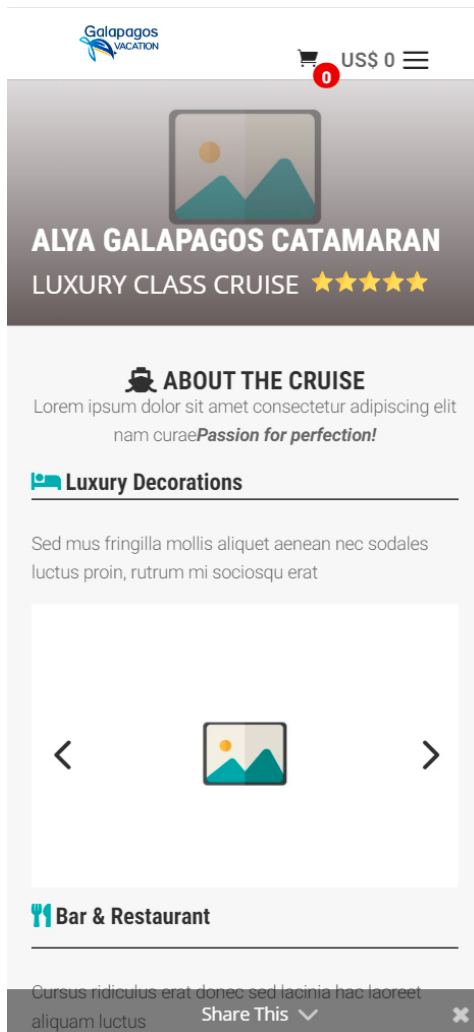 Galapagos
VACATION
0
US$ 0
ALYA GALAPAGOS CATAMARAN
LUXURY CLASS CRUISE
ABOUT THE CRUISE
Lorem ipsum dolor sit amet consectetur adipiscing elit
nam curaePassion for perfection!
Luxury Decorations
Sed mus fringilla mollis aliquet aenean nec sodales
luctus proin, rutrum mi sociosqu erat
Bar & Restaurant
Cursus ridiculus erat donec sed lacinia hac laoreet
aliquam luctus
Share This